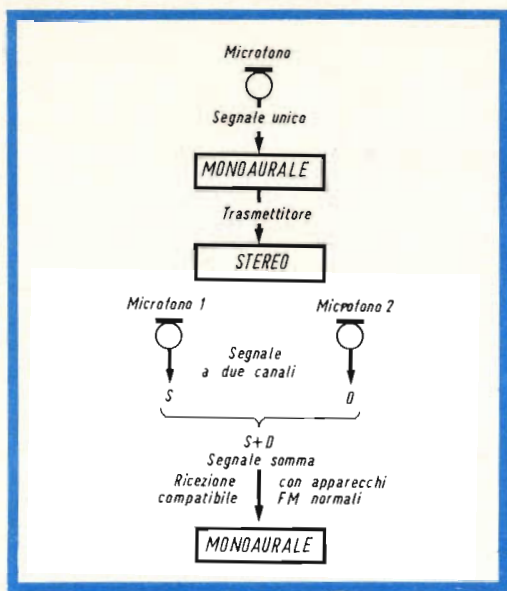 Microfono
Segnale unico
MONOAURALE
Trasmettitore
STEREO
Microfono 1
Microfono 2
Segnale
a due canali
S
D
S+D
Segnale somma
Ricezione con apparecchi
compatibile FM normali
MONOAURALE